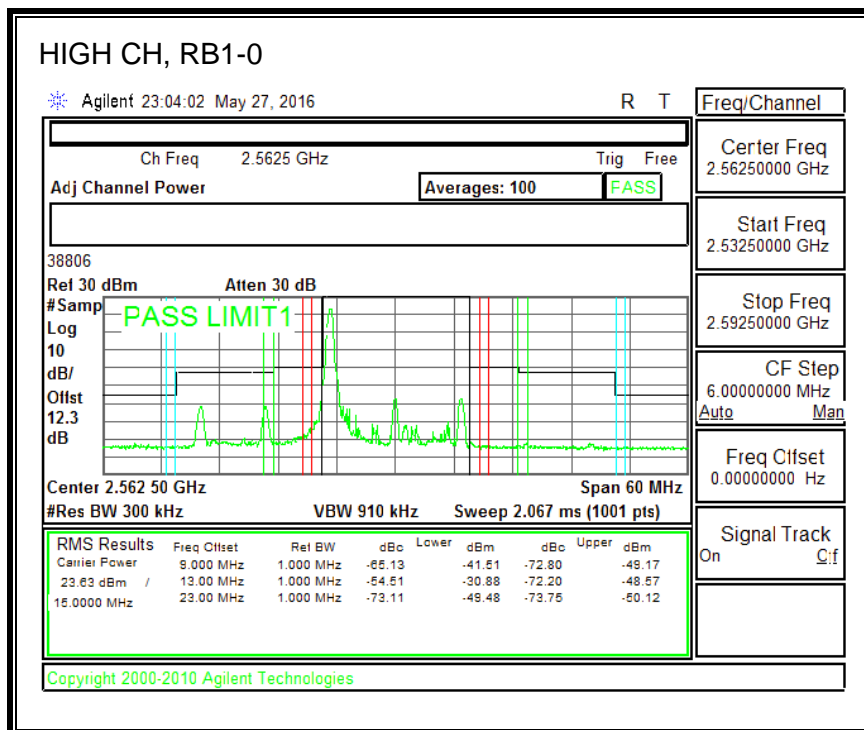 HIGH CH, RB1-0
Agilent 23:04:02 May 27, 2016 R T
Freq/Channel
Ch Freq 2.5625 GHz Trig Free
Adj Channel Power Averages: 100 PASS
Center Freq
2.56250000 GHz
Start Freq
2.53250000 GHz
38806
Ref 30 dBm Atten 30 dB
#Samp
Log
10
dB/
Offst
12.3
dB
PASS LIMIT1
Stop Freq
2.59250000 GHz
CF Step
6.00000000 MHz
Auto Man
Freq Offset
0.00000000 Hz
Center 2.562 50 GHz Span 60 MHz
#Res BW 300 kHz VBW 910 kHz Sweep 2.067 ms (1001 pts)
Signal Track
On Off
RMS Results Freq Offset Ref BW dBc Lower dBm dBc Upper dBm
Carrier Power 9.000 MHz 1.000 MHz -65.13 -41.51 -72.80 -49.17
23.63 dBm / 13.00 MHz 1.000 MHz -54.51 -30.88 -72.20 -48.57
15.0000 MHz 23.00 MHz 1.000 MHz -73.11 -49.48 -73.75 -50.12
Copyright 2000-2010 Agilent Technologies